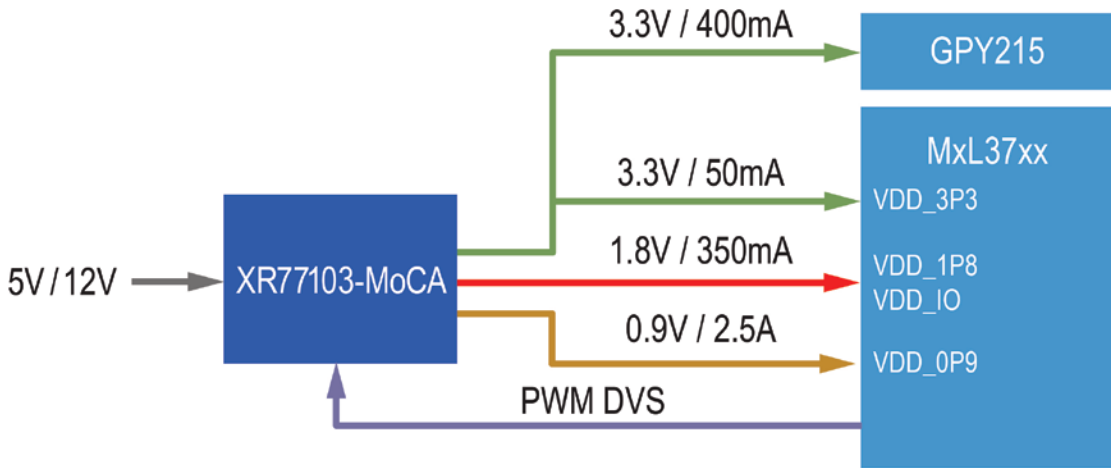 3.3V / 400mA
GPY215
MxL37xx
3.3V / 50mA
VDD_3P3
5V / 12V
XR77103-MoCA
1.8V / 350mA
VDD_1P8
VDD_IO
0.9V / 2.5A
VDD_0P9
PWM DVS